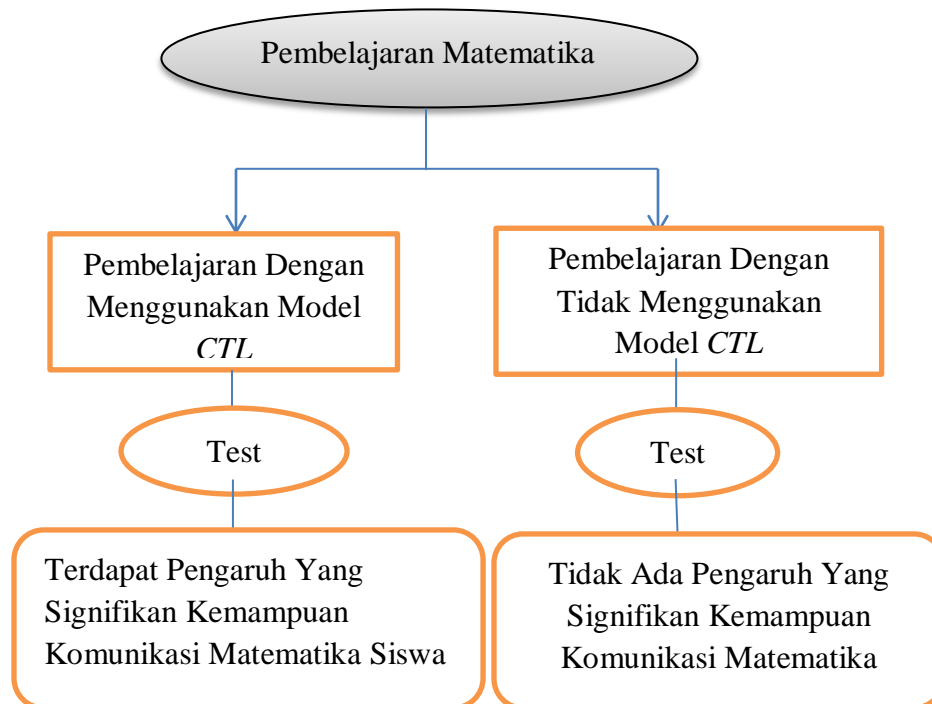 Pembelajaran Matematika
Pembelajaran Dengan
Menggunakan Model
CTL
Pembelajaran Dengan
Tidak Menggunakan
Model CTL
Test
Test
Terdapat Pengaruh Yang
Signifikan Kemampuan
Komunikasi Matematika Siswa
Tidak Ada Pengaruh Yang
Signifikan Kemampuan
Komunikasi Matematika